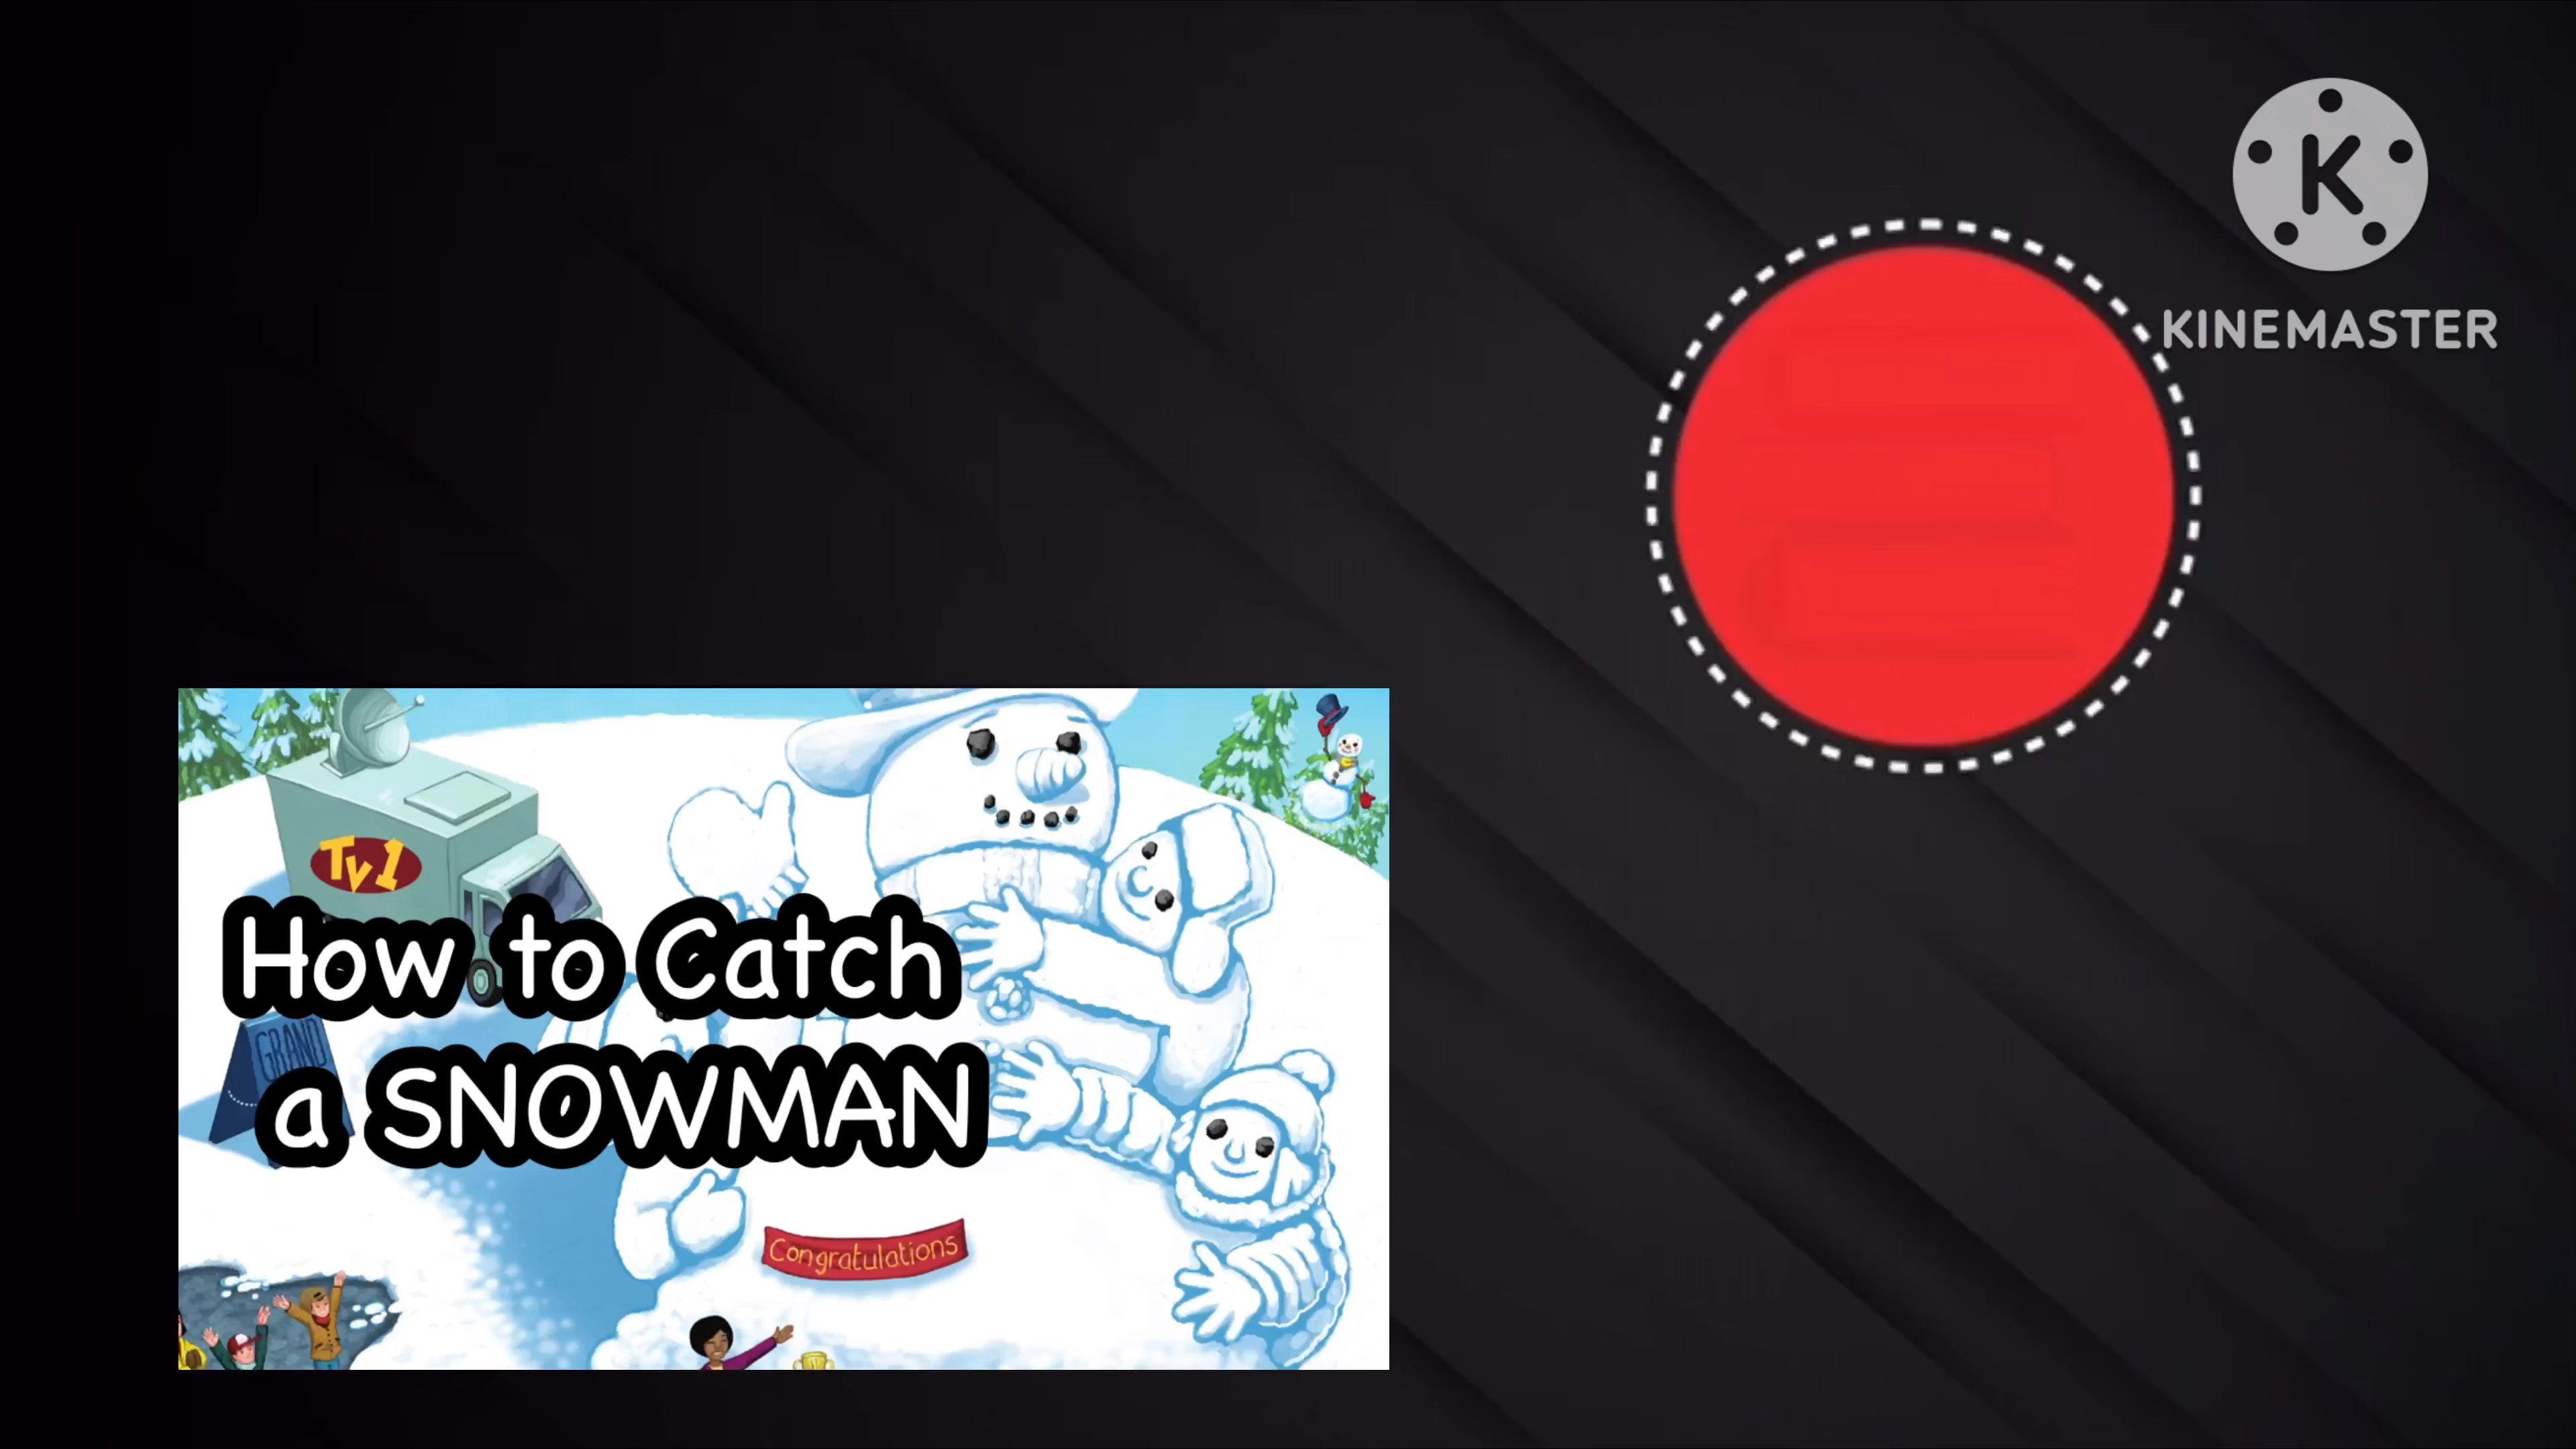 K
KINEMASTER
TV1
How to Catch
GRAND
a SNOWMAN
Congratulations